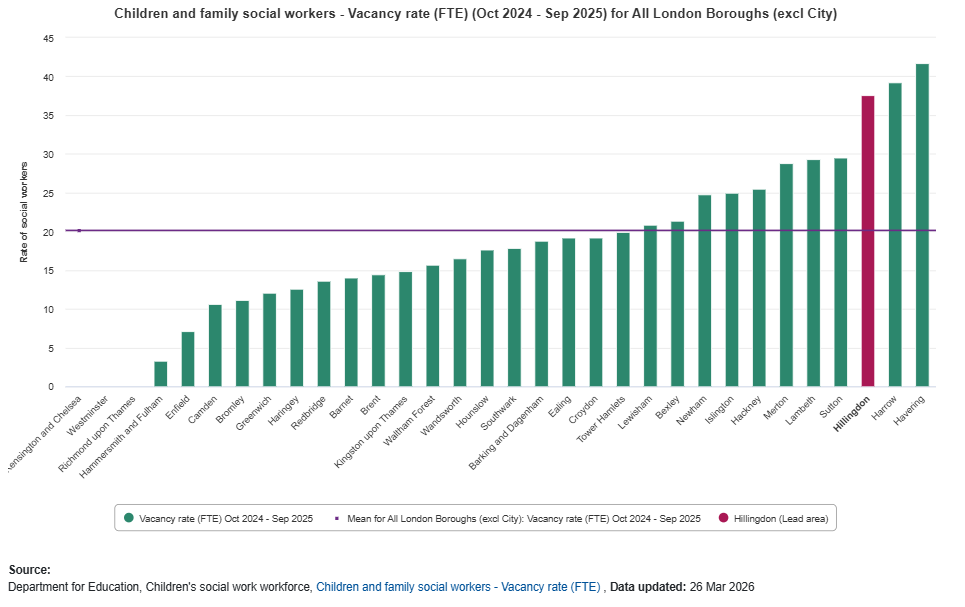 Children and family social workers - Vacancy rate (FTE) (Oct 2024 - Sep 2025) for All London Boroughs (excl City)
45
40
35
30
25
20
15
10
5
0
Rate of social workers
...ensington and Chelsea
Westminster
Richmond upon Thames
Hammersmith and Fulham
Enfield
Camden
Bromley
Greenwich
Haringey
Redbridge
Barnet
Brent
Kingston upon Thames
Waltham Forest
Wandsworth
Hounslow
Southwark
Barking and Dagenham
Ealing
Croydon
Tower Hamlets
Lewisham
Bexley
Newham
Islington
Hackney
Merton
Lambeth
Sutton
Hillingdon
Harrow
Havering
Vacancy rate (FTE) Oct 2024 - Sep 2025
Mean for All London Boroughs (excl City): Vacancy rate (FTE) Oct 2024 - Sep 2025
Hillingdon (Lead area)
Source:
Department for Education, Children's social work workforce, Children and family social workers - Vacancy rate (FTE) , Data updated: 26 Mar 2026